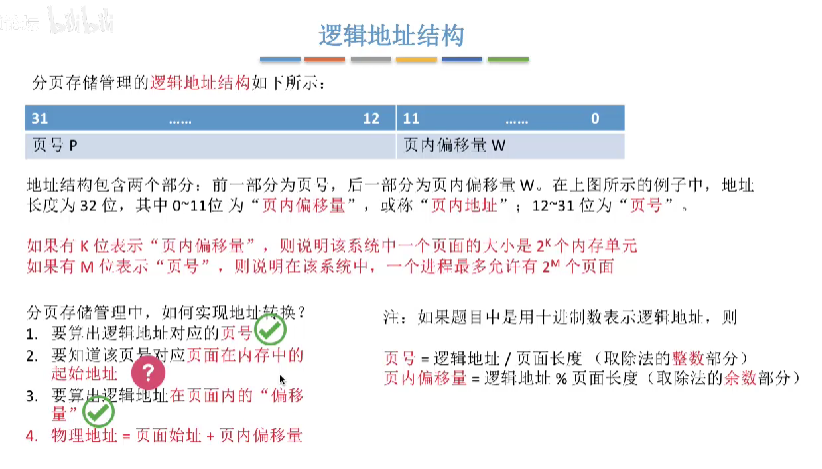 bilibili
逻辑地址结构
分页存储管理的逻辑地址结构如下所示：
31 …… 12 11 …… 0
页号 P 页内偏移量 W
地址结构包含两个部分：前一部分为页号，后一部分为页内偏移量 W。在上图所示的例子中，地址
长度为 32 位，其中 0~11位 为“页内偏移量”，或称“页内地址”；12~31 位为“页号”。
如果有 K 位表示“页内偏移量”，则说明该系统中一个页面的大小是 2ᴷ 个内存单元
如果有 M 位表示“页号”，则说明在该系统中，一个进程最多允许有 2ᴹ 个页面
分页存储管理中，如何实现地址转换？
1. 要算出逻辑地址对应的页号
2. 要知道该页号对应页面在内存中的
起始地址
?
3. 要算出逻辑地址在页面内的“偏移
量”
4. 物理地址 = 页面始址 + 页内偏移量
注：如果题目中是用十进制数表示逻辑地址，则
页号 = 逻辑地址 / 页面长度 （取除法的整数部分）
页内偏移量 = 逻辑地址 % 页面长度（取除法的余数部分）